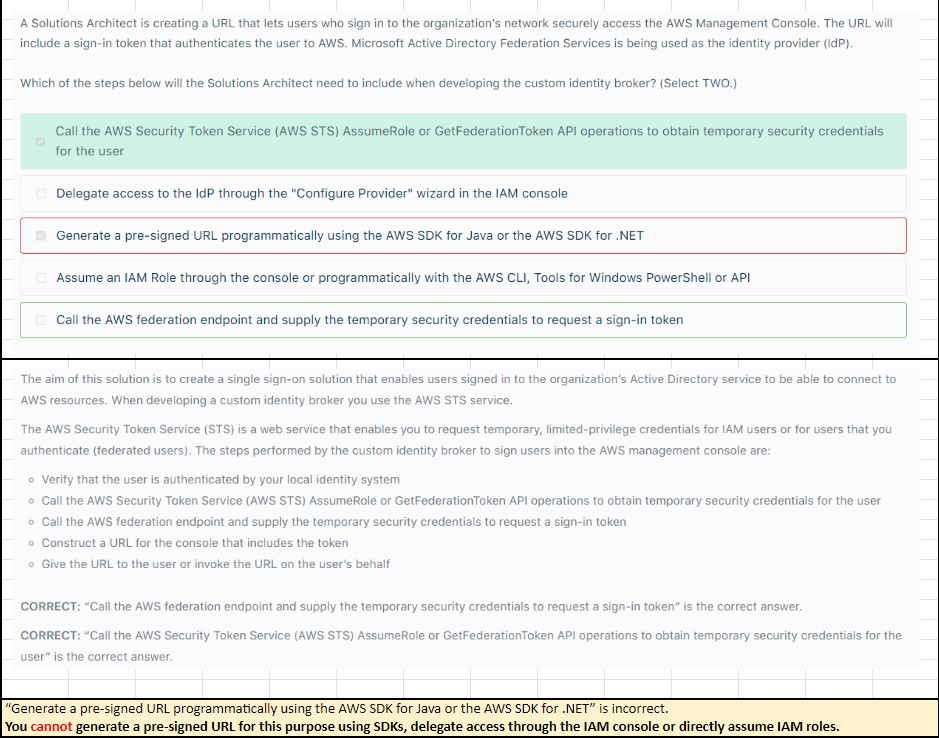 A Solutions Architect is creating a URL that lets users who sign in to the organization's network securely access the AWS Management Console. The URL will
include a sign-in token that authenticates the user to AWS. Microsoft Active Directory Federation Services is being used as the identity provider (IdP).
Which of the steps below will the Solutions Architect need to include when developing the custom identity broker? (Select TWO.)
Call the AWS Security Token Service (AWS STS) AssumeRole or GetFederationToken API operations to obtain temporary security credentials
for the user
Delegate access to the IdP through the "Configure Provider" wizard in the IAM console
Generate a pre-signed URL programmatically using the AWS SDK for Java or the AWS SDK for .NET
Assume an IAM Role through the console or programmatically with the AWS CLI, Tools for Windows PowerShell or API
Call the AWS federation endpoint and supply the temporary security credentials to request a sign-in token
The aim of this solution is to create a single sign-on solution that enables users signed in to the organization's Active Directory service to be able to connect to
AWS resources. When developing a custom identity broker you use the AWS STS service.
The AWS Security Token Service (STS) is a web service that enables you to request temporary, limited-privilege credentials for IAM users or for users that you
authenticate (federated users). The steps performed by the custom identity broker to sign users into the AWS management console are:
Verify that the user is authenticated by your local identity system
Call the AWS Security Token Service (AWS STS) AssumeRole or GetFederationToken API operations to obtain temporary security credentials for the user
Call the AWS federation endpoint and supply the temporary security credentials to request a sign-in token
Construct a URL for the console that includes the token
Give the URL to the user or invoke the URL on the user's behalf
CORRECT: "Call the AWS federation endpoint and supply the temporary security credentials to request a sign-in token" is the correct answer.
CORRECT: "Call the AWS Security Token Service (AWS STS) AssumeRole or GetFederationToken API operations to obtain temporary security credentials for the
user" is the correct answer.
"Generate a pre-signed URL programmatically using the AWS SDK for Java or the AWS SDK for .NET" is incorrect.
You cannot generate a pre-signed URL for this purpose using SDKs, delegate access through the IAM console or directly assume IAM roles.